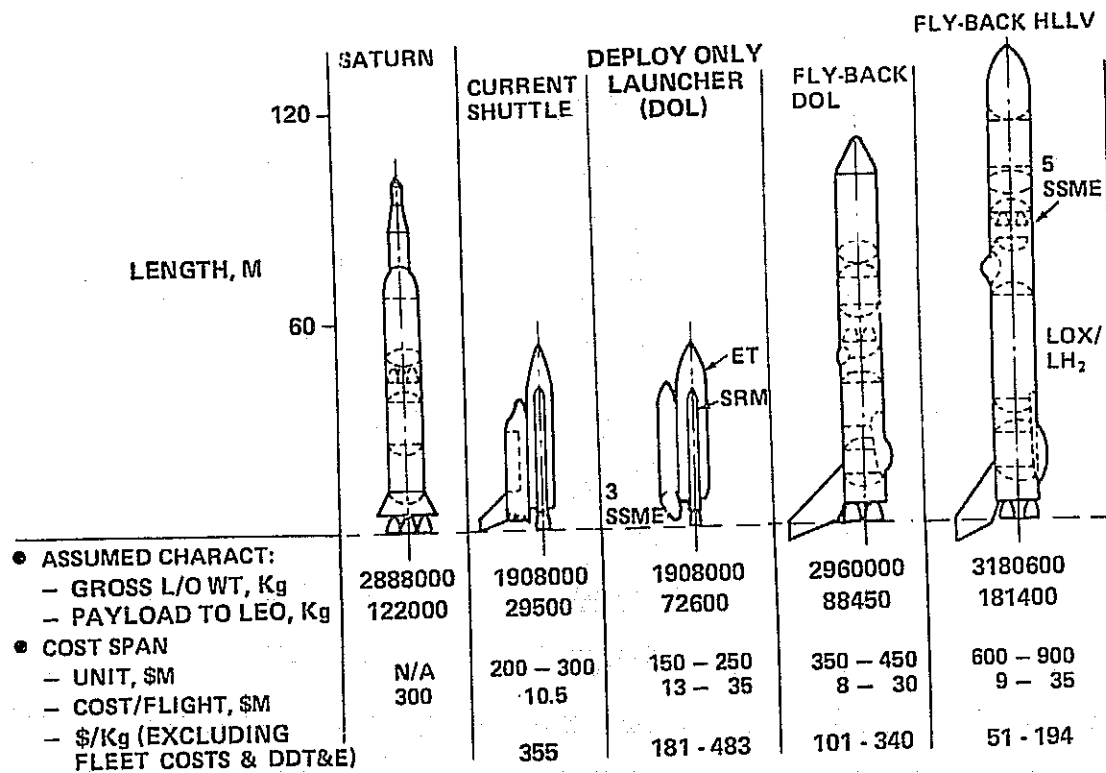 FLY-BACK HLLV
SATURN
CURRENT
SHUTTLE
DEPLOY ONLY
LAUNCHER
(DOL)
FLY-BACK
DOL
120
5
SSME
LENGTH, M
60
ET
SRM
LOX/
LH₂
3
SSME
● ASSUMED CHARACT:
– GROSS L/O WT, Kg 2888000 1908000 1908000 2960000 3180600
– PAYLOAD TO LEO, Kg 122000 29500 72600 88450 181400
● COST SPAN
– UNIT, $M N/A 200 – 300 150 – 250 350 – 450 600 – 900
– COST/FLIGHT, $M 300 10.5 13 – 35 8 – 30 9 – 35
– $/Kg (EXCLUDING
FLEET COSTS & DDT&E) 355 181 - 483 101 - 340 51 - 194